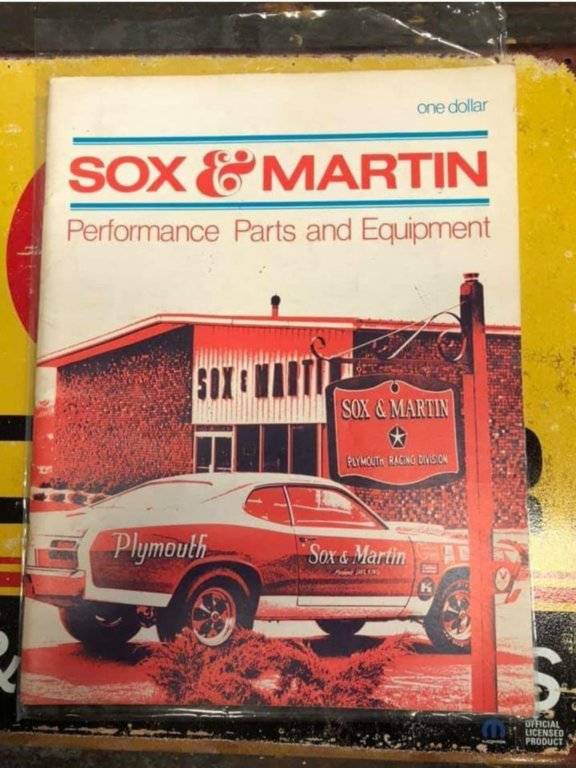 one dollar
SOX & MARTIN
Performance Parts and Equipment
SOX & MARTI
SOX & MARTIN
PLYMOUTH RACING DIVISION
Plymouth
Sox & Martin
&
S
OFFICIAL
LICENSED
PRODUCT